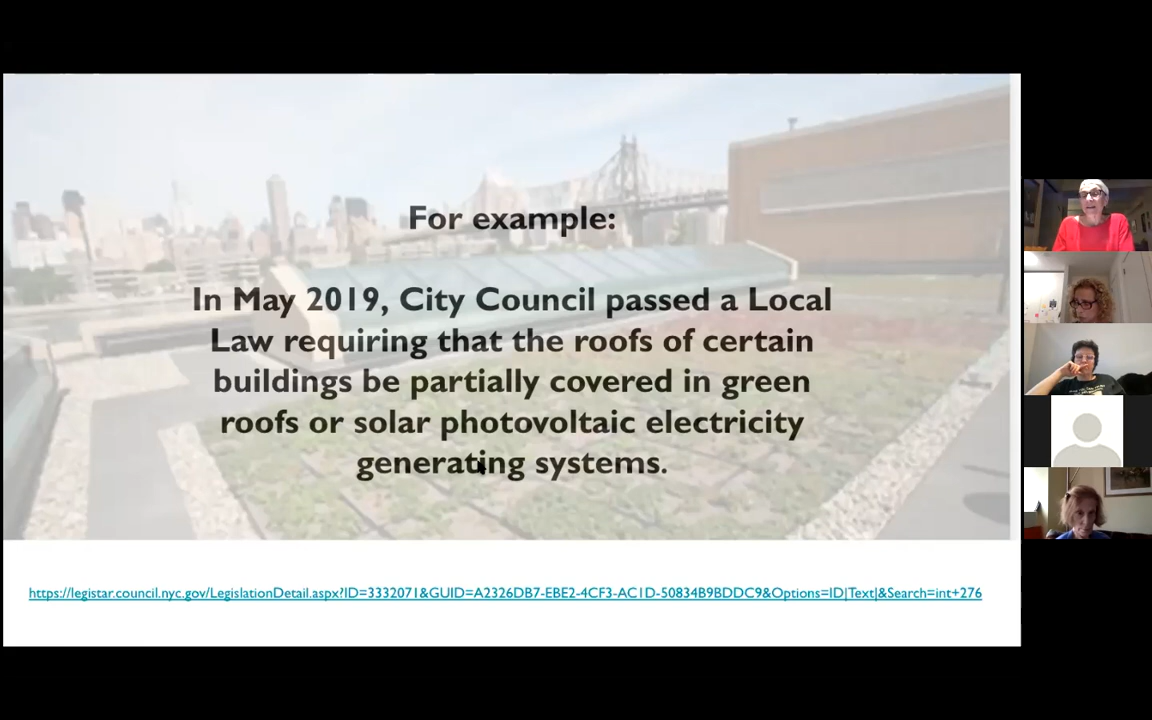 For example:
In May 2019, City Council passed a Local
Law requiring that the roofs of certain
buildings be partially covered in green
roofs or solar photovoltaic electricity
generating systems.
https://legistar.council.nyc.gov/LegislationDetail.aspx?ID=3332071&GUID=A2326DB7-EBE2-4CF3-AC1D-50834B9BDDC9&Options=ID|Text|&Search=int+276